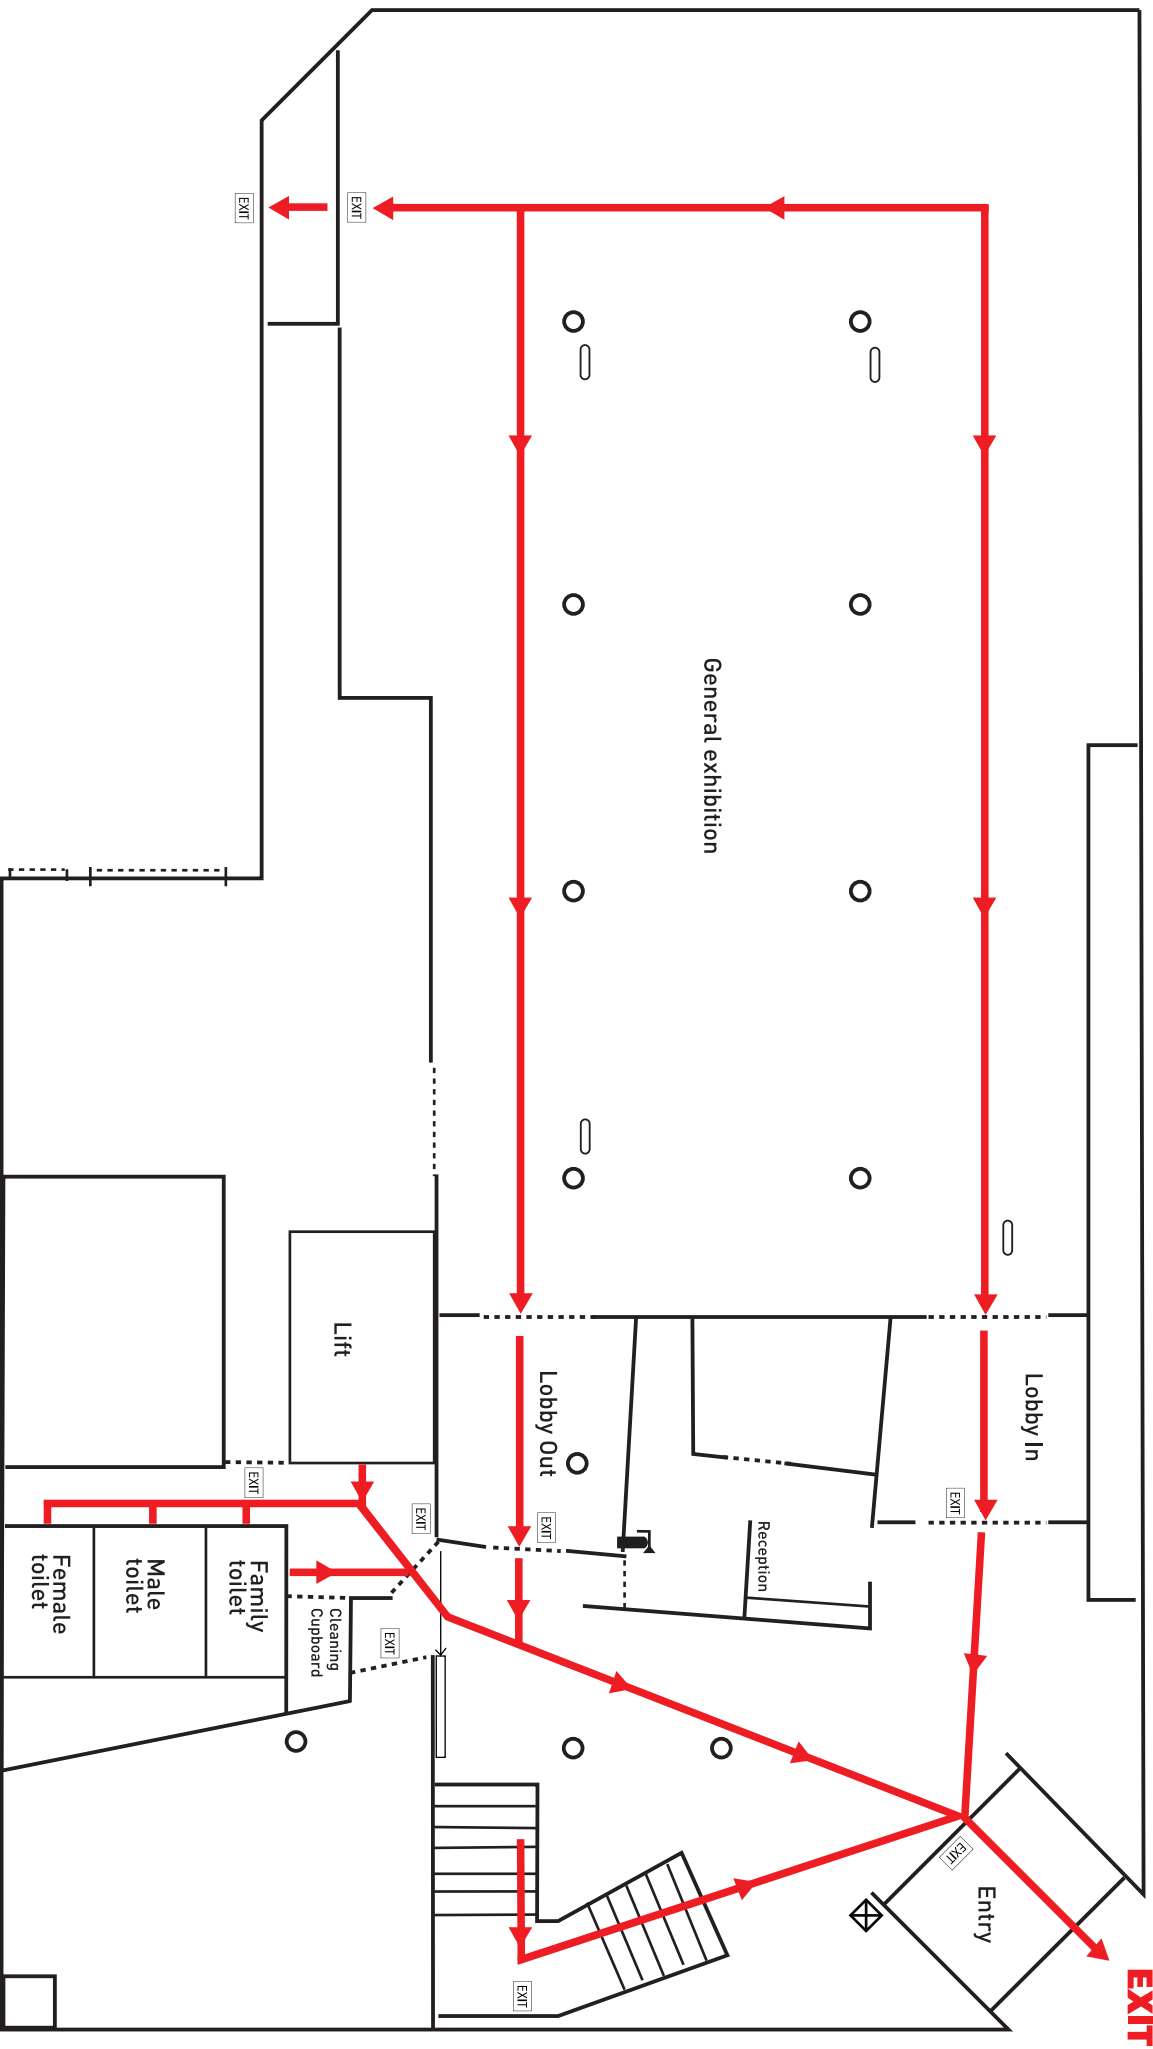 EXIT
EXIT
General exhibition
Lift
Lobby Out
Lobby In
EXIT
EXIT
EXIT
EXIT
Reception
Female
toilet
Male
toilet
Family
toilet
Cleaning
Cupboard
EXIT
EXIT
Entry
EXIT
EXIT